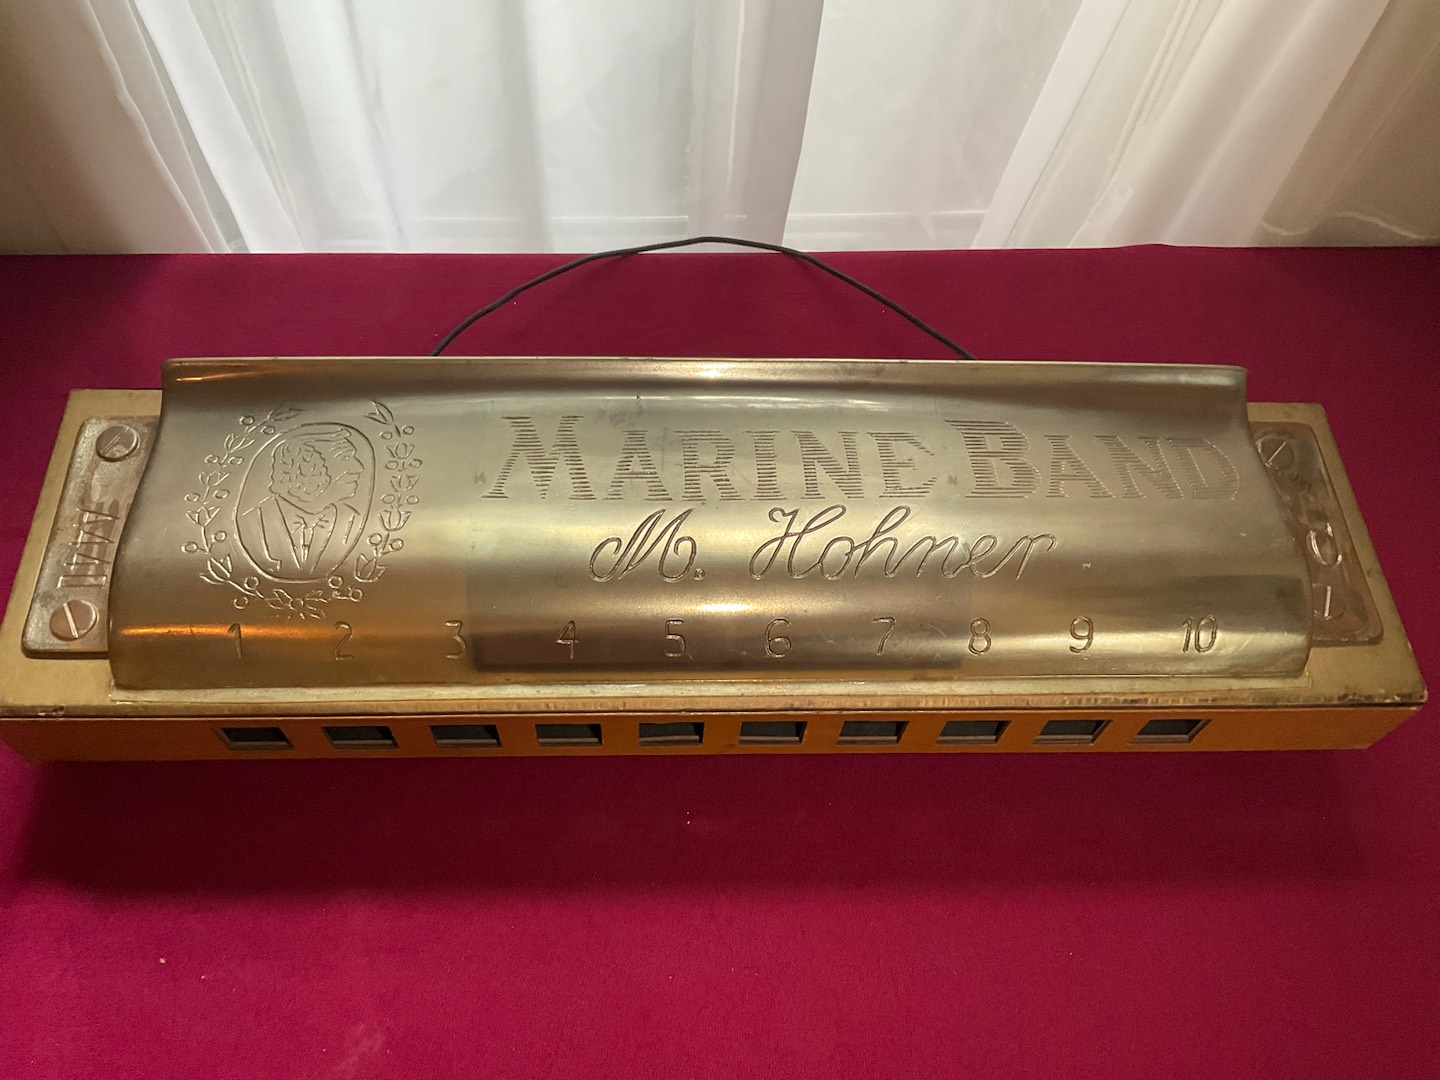 MARINE BAND
M. Hohner
1 2 3 4 5 6 7 8 9 10